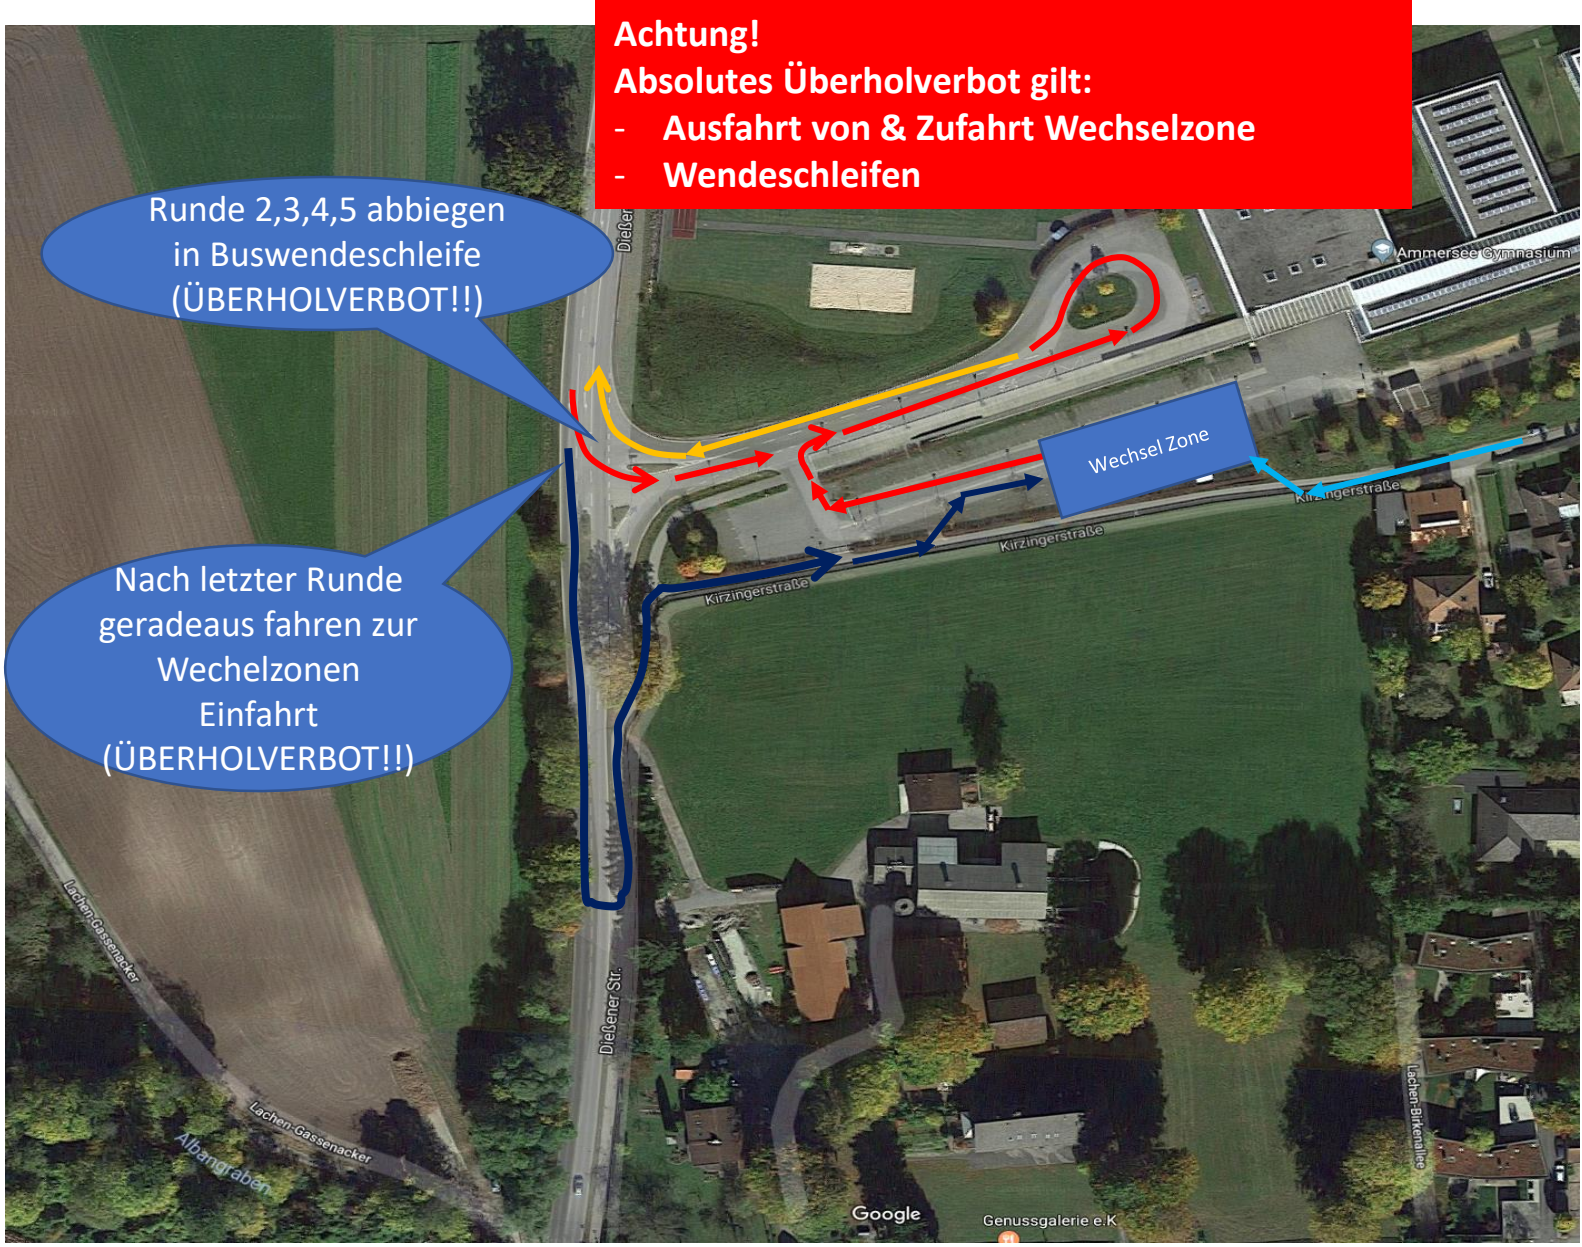 Achtung!
Absolutes Überholverbot gilt:
- Ausfahrt von & Zufahrt Wechselzone
- Wendeschleifen
Runde 2,3,4,5 abbiegen
in Buswendeschleife
(ÜBERHOLVERBOT!!)
Dießener
Ammersee Gymnasium
Wechsel Zone
Kirzingerstraße
Kirzingerstraße
Kirzingerstraße
Nach letzter Runde
geradeaus fahren zur
Wechelzonen
Einfahrt
(ÜBERHOLVERBOT!!)
Lachen-Gassenacker
Dießener Str.
Lachen-Gassenacker
Albangraben
Lachen-Birkenallee
Google
Genussgalerie e.K